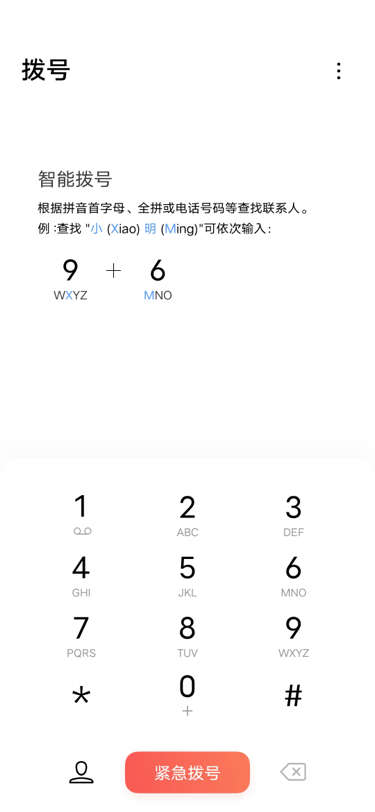 拨号
智能拨号
根据拼音首字母、全拼或电话号码等查找联系人。
例:查找 "小 (Xiao) 明 (Ming)"可依次输入:
9 + 6
WXYZ MNO
1 2 3
ABC DEF
4 5 6
GHI JKL MNO
7 8 9
PQRS TUV WXYZ
* 0 #
+
紧急拨号